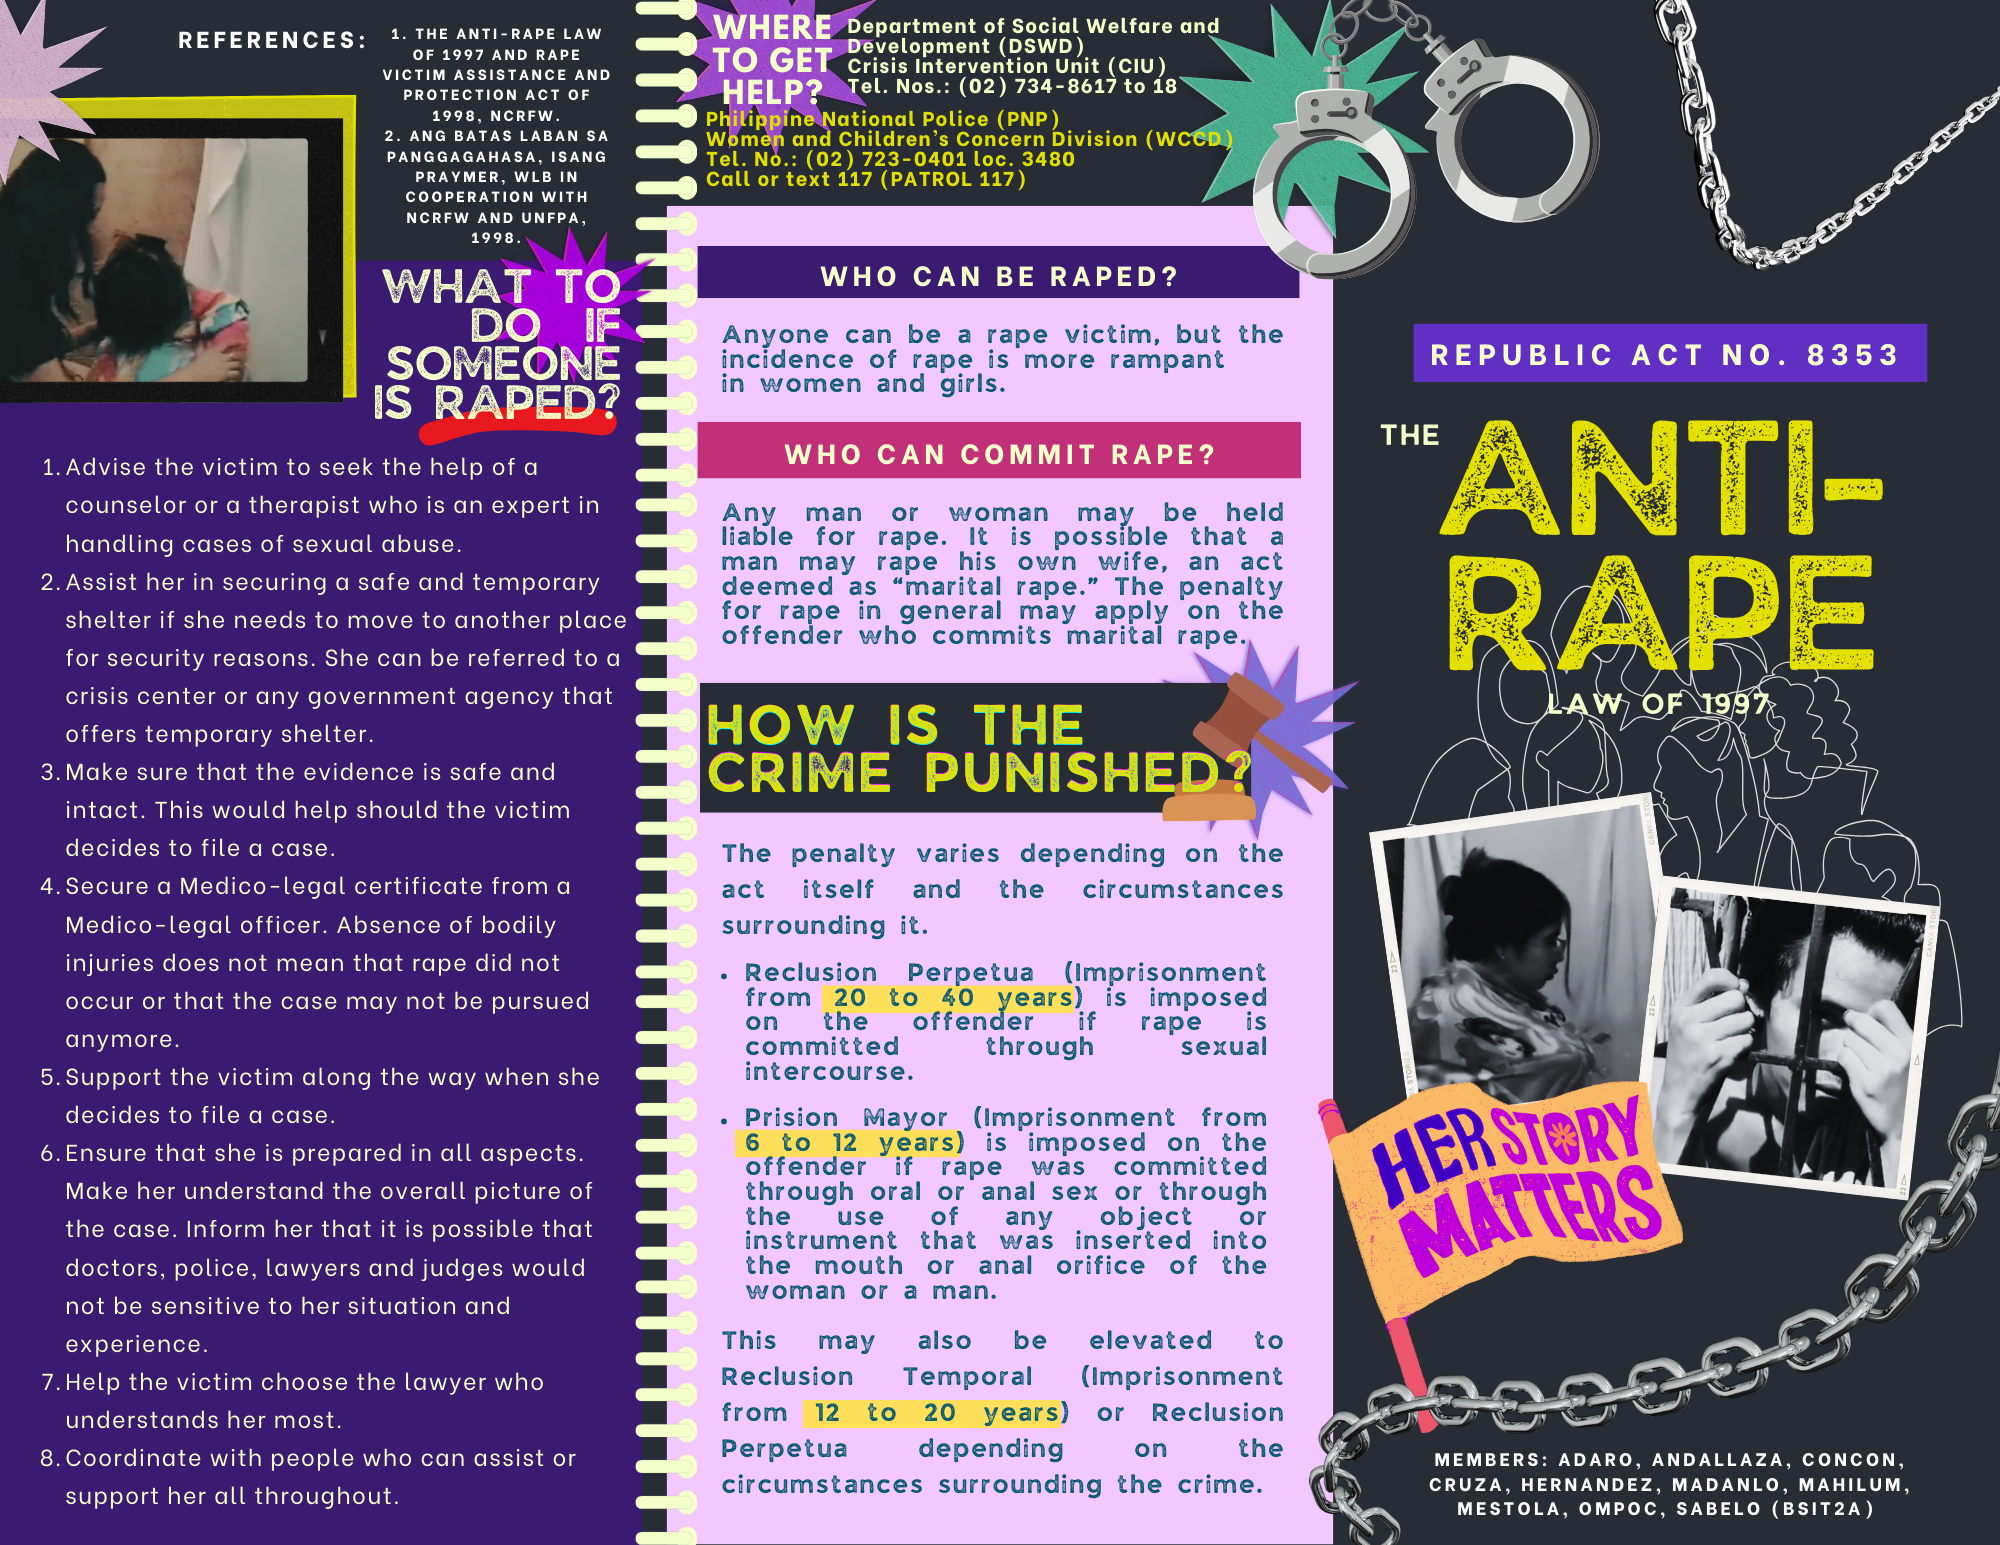 REFERENCES:
1. THE ANTI-RAPE LAW
OF 1997 AND RAPE
VICTIM ASSISTANCE AND
PROTECTION ACT OF
1998, NCRFW.
2. ANG BATAS LABAN SA
PANGGAGAHASA, ISANG
PRAYMER, WLB IN
COOPERATION WITH
NCRFW AND UNFPA,
1998.
WHAT TO
DO IF
SOMEONE
IS RAPED?
1. Advise the victim to seek the help of a
counselor or a therapist who is an expert in
handling cases of sexual abuse.
2. Assist her in securing a safe and temporary
shelter if she needs to move to another place
for security reasons. She can be referred to a
crisis center or any government agency that
offers temporary shelter.
3. Make sure that the evidence is safe and
intact. This would help should the victim
decides to file a case.
4. Secure a Medico-legal certificate from a
Medico-legal officer. Absence of bodily
injuries does not mean that rape did not
occur or that the case may not be pursued
anymore.
5. Support the victim along the way when she
decides to file a case.
6. Ensure that she is prepared in all aspects.
Make her understand the overall picture of
the case. Inform her that it is possible that
doctors, police, lawyers and judges would
not be sensitive to her situation and
experience.
7. Help the victim choose the lawyer who
understands her most.
8. Coordinate with people who can assist or
support her all throughout.
WHERE
TO GET
HELP?
Department of Social Welfare and
Development (DSWD)
Crisis Intervention Unit (CIU)
Tel. Nos.: (02) 734-8617 to 18
Philippine National Police (PNP)
Women and Children's Concern Division (WCCD)
Tel. No.: (02) 723-0401 loc. 3480
Call or text 117 (PATROL 117)
WHO CAN BE RAPED?
Anyone can be a rape victim, but the
incidence of rape is more rampant
in women and girls.
WHO CAN COMMIT RAPE?
Any man or woman may be held
liable for rape. It is possible that a
man may rape his own wife, an act
deemed as “marital rape.” The penalty
for rape in general may apply on the
offender who commits marital rape.
HOW IS THE
CRIME PUNISHED?
The penalty varies depending on the
act itself and the circumstances
surrounding it.
• Reclusion Perpetua (Imprisonment
from 20 to 40 years) is imposed
on the offender if rape is
committed through sexual
intercourse.
• Prision Mayor (Imprisonment from
6 to 12 years) is imposed on the
offender if rape was committed
through oral or anal sex or through
the use of any object or
instrument that was inserted into
the mouth or anal orifice of the
woman or a man.
This may also be elevated to
Reclusion Temporal (Imprisonment
from 12 to 20 years) or Reclusion
Perpetua depending on the
circumstances surrounding the crime.
REPUBLIC ACT NO. 8353
THE
ANTI-
RAPE
LAW OF 1997
HER STORY
MATTERS
MEMBERS: ADARO, ANDALLAZA, CONCON,
CRUZA, HERNANDEZ, MADANLO, MAHILUM,
MESTOLA, OMPOC, SABELO (BSIT2A)